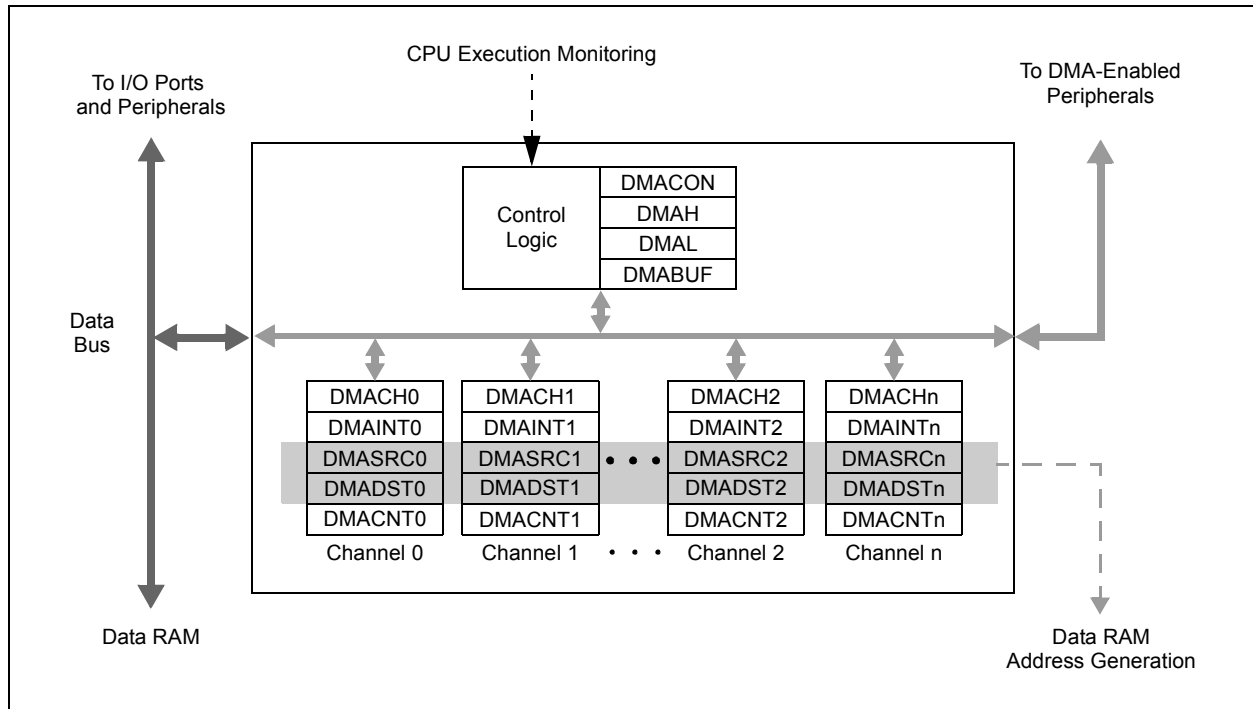 CPU Execution Monitoring
To I/O Ports
and Peripherals
To DMA-Enabled
Peripherals
Control
Logic
DMACON
DMAH
DMAL
DMABUF
Data
Bus
DMACH0
DMAINT0
DMASRC0
DMADST0
DMACNT0
Channel 0
DMACH1
DMAINT1
DMASRC1
DMADST1
DMACNT1
Channel 1
DMACH2
DMAINT2
DMASRC2
DMADST2
DMACNT2
Channel 2
DMACHn
DMAINTn
DMASRCn
DMADSTn
DMACNTn
Channel n
Data RAM
Data RAM
Address Generation